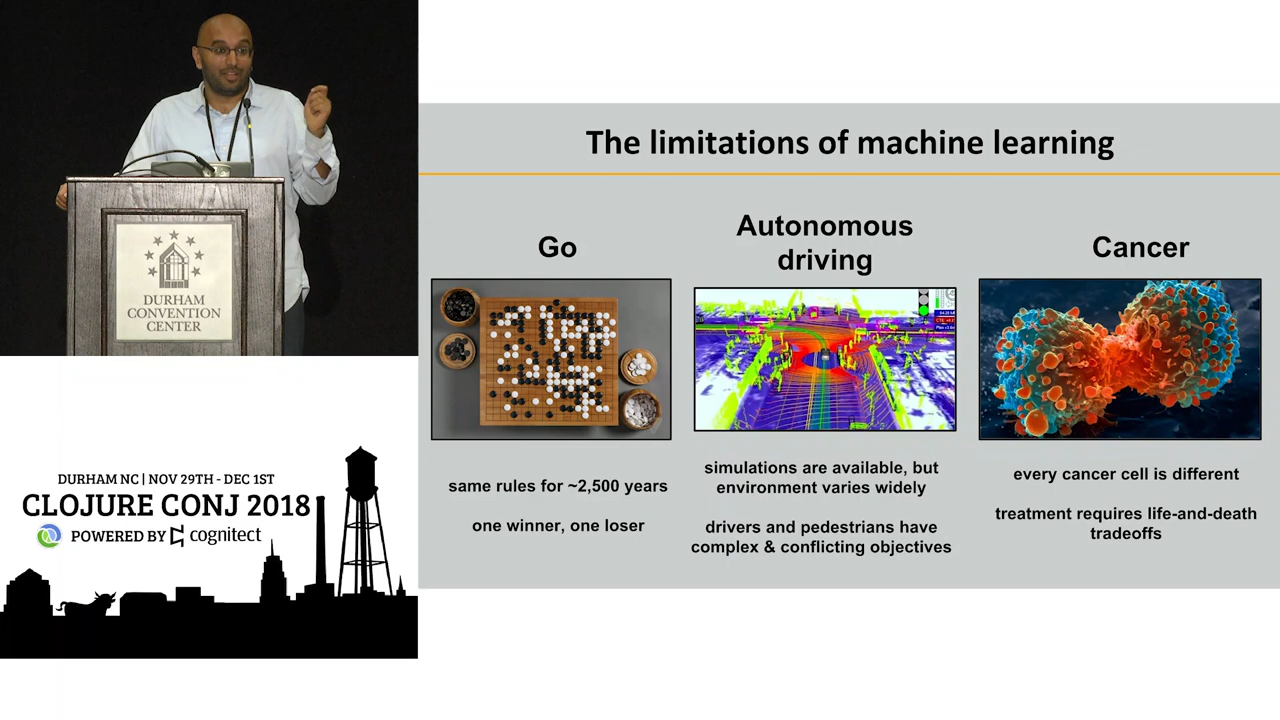 DURHAM
CONVENTION
CENTER
DURHAM NC | NOV 29TH - DEC 1ST
CLOJURE CONJ 2018
POWERED BY cognitect
The limitations of machine learning
Go
same rules for ~2,500 years
one winner, one loser
Autonomous
driving
simulations are available, but
environment varies widely
drivers and pedestrians have
complex & conflicting objectives
Cancer
every cancer cell is different
treatment requires life-and-death
tradeoffs